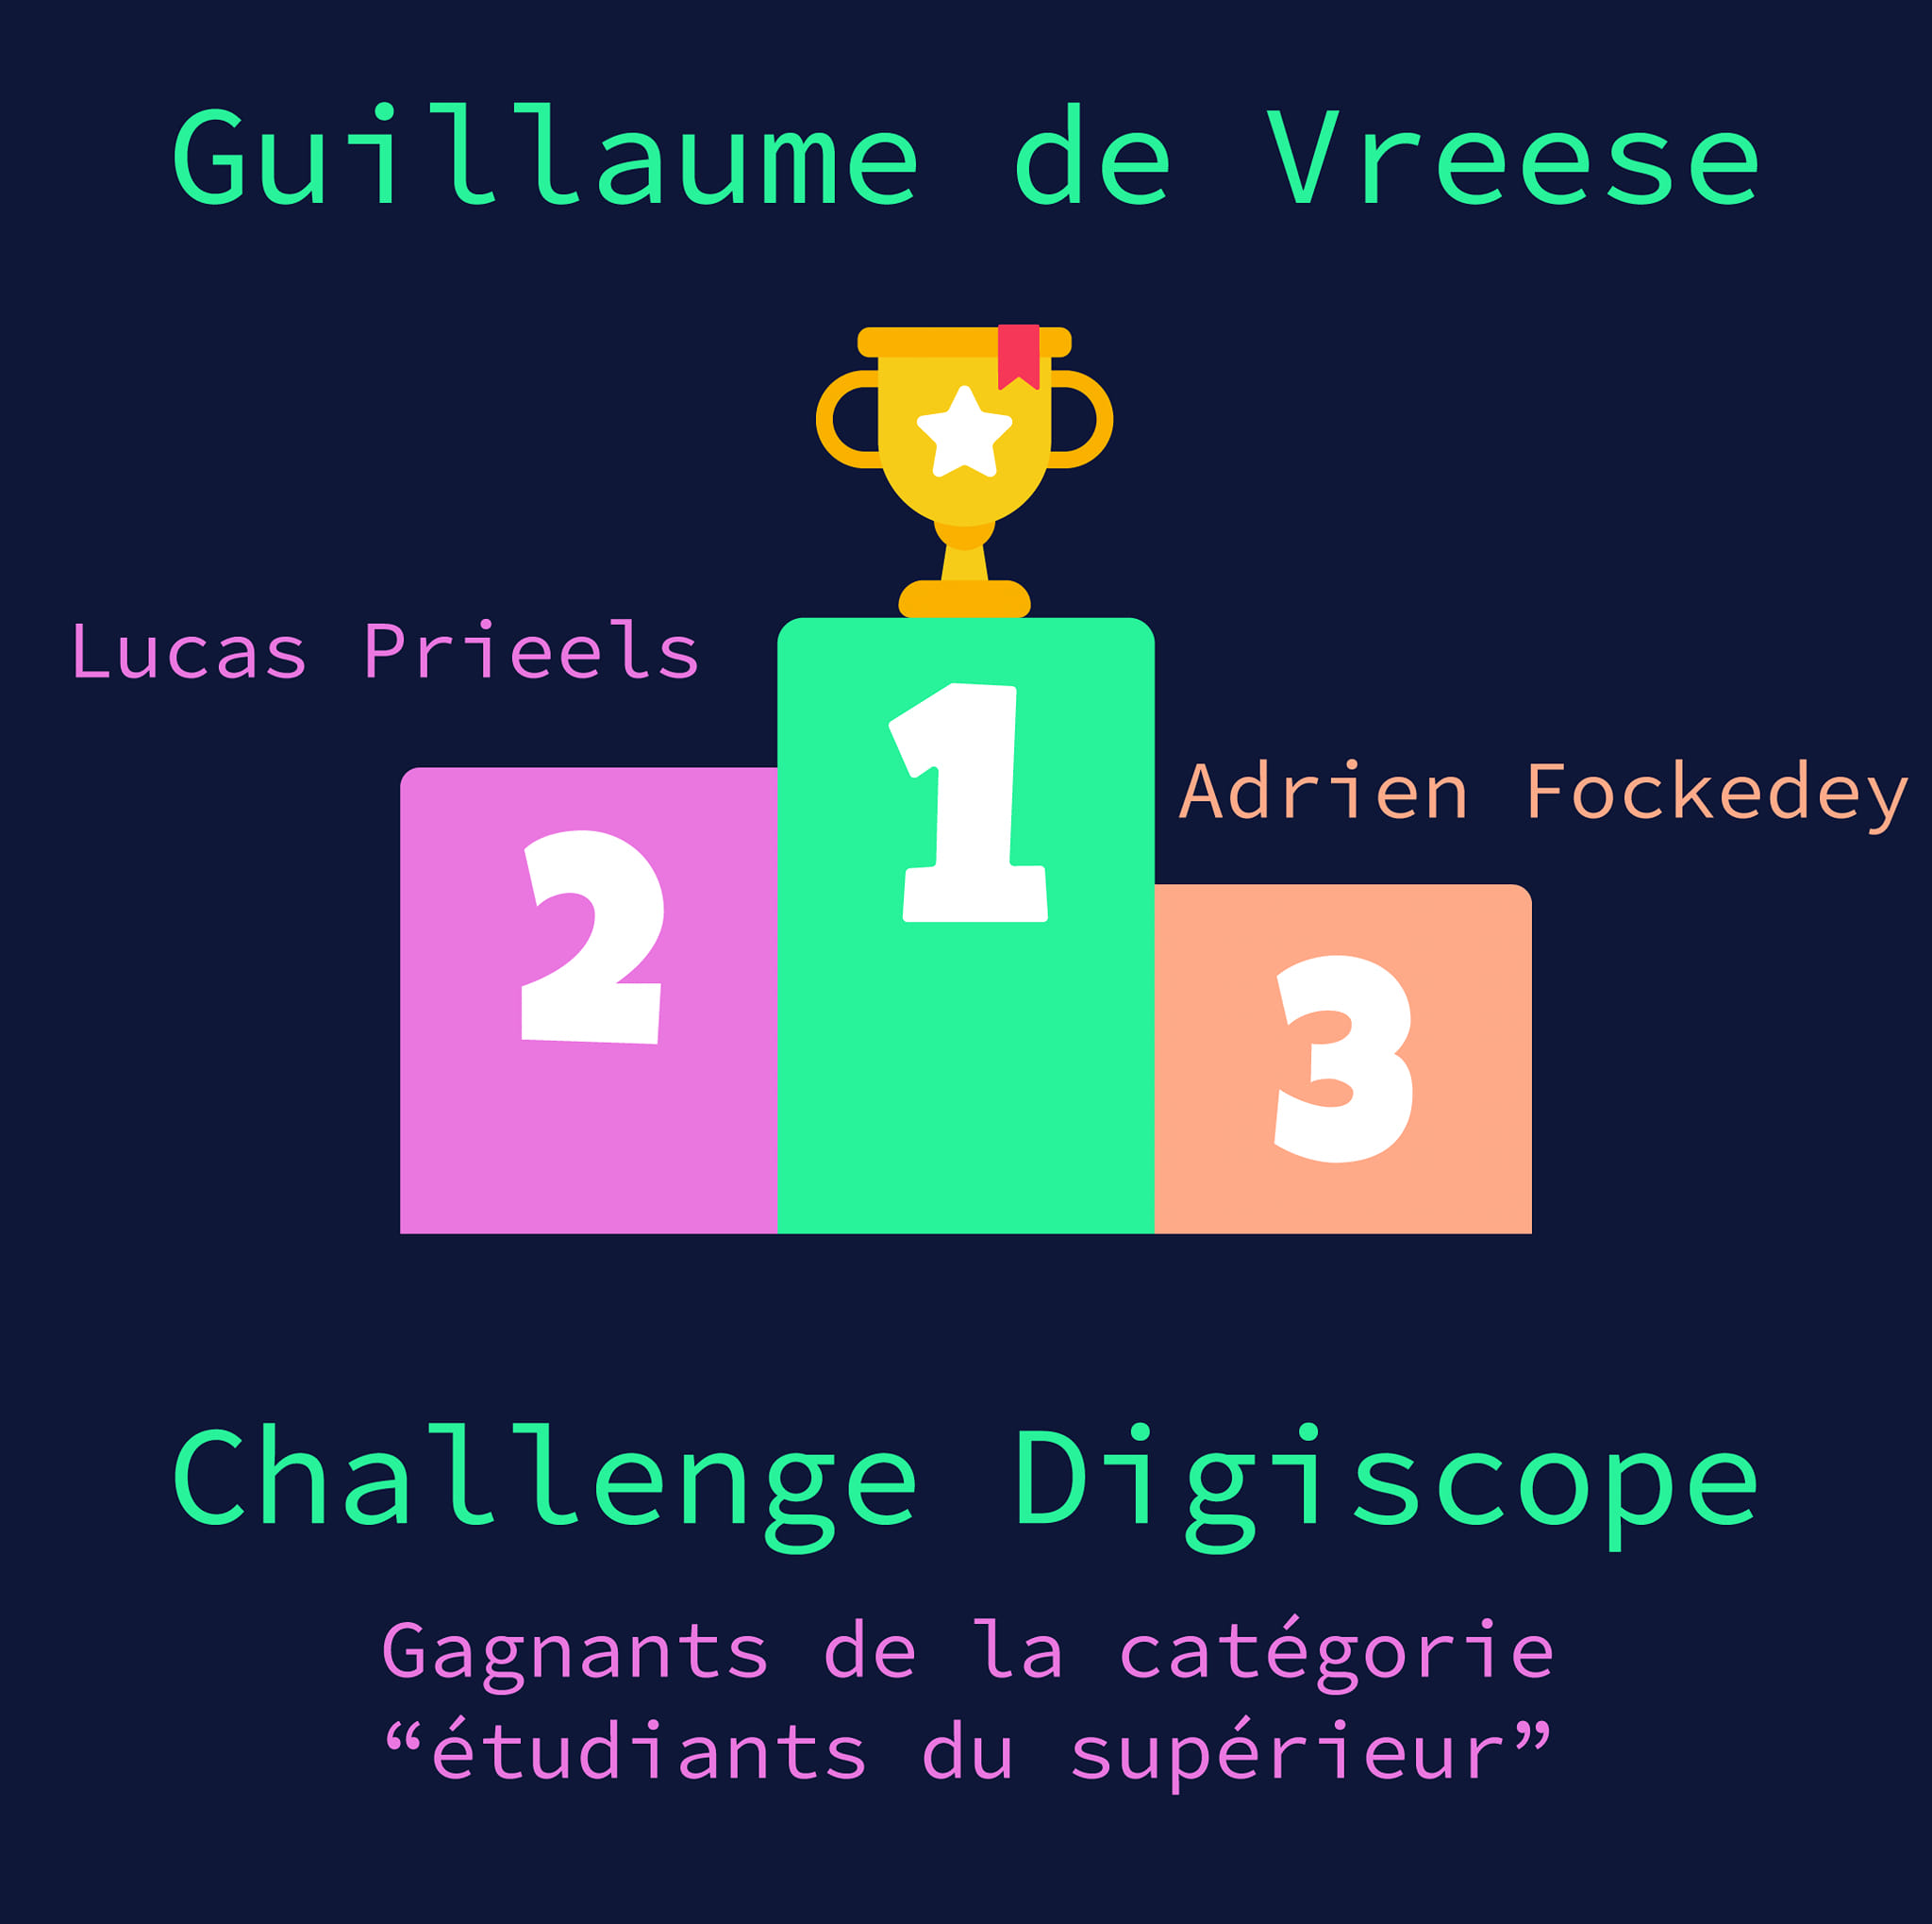 Guillaume de Vreese
Lucas Prieels
1
Adrien Fockedey
2
3
Challenge Digiscope
Gagnants de la catégorie
“étudiants du supérieur”